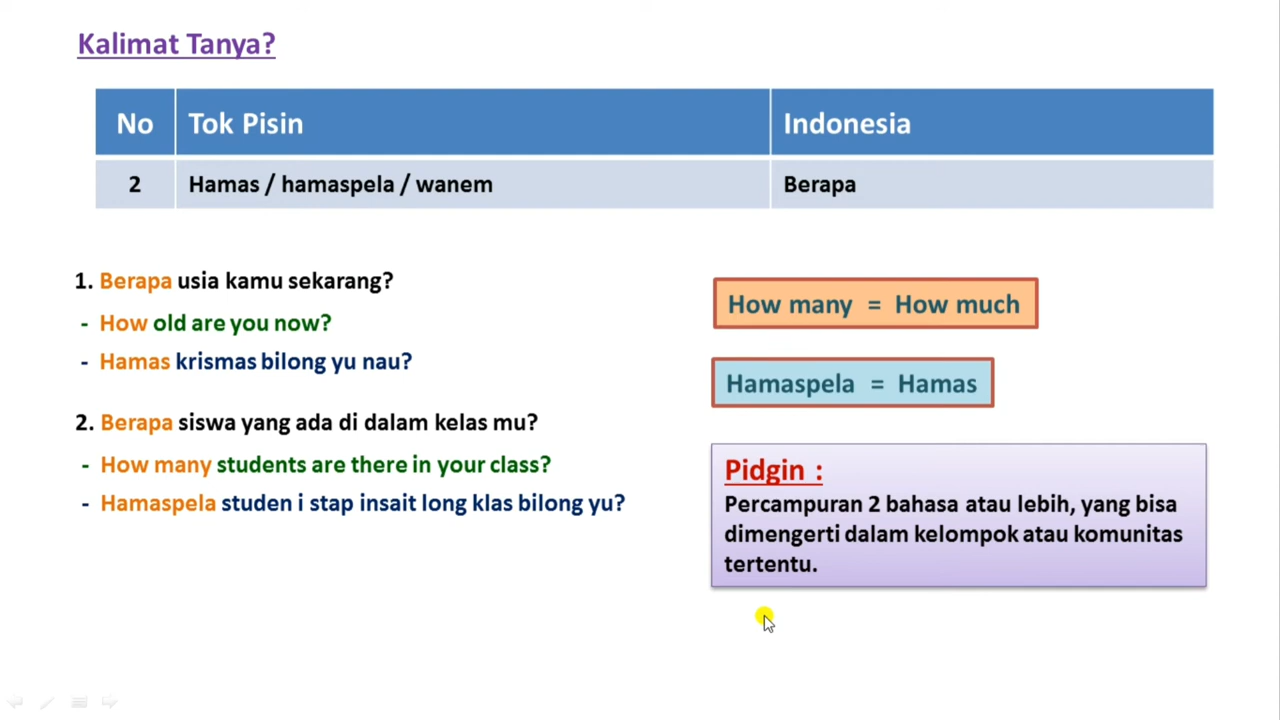 Kalimat Tanya?
No Tok Pisin Indonesia
2 Hamas / hamaspela / wanem Berapa
1. Berapa usia kamu sekarang?
- How old are you now?
- Hamas krismas bilong yu nau?
2. Berapa siswa yang ada di dalam kelas mu?
- How many students are there in your class?
- Hamaspela studen i stap insait long klas bilong yu?
How many = How much
Hamaspela = Hamas
Pidgin :
Percampuran 2 bahasa atau lebih, yang bisa
dimengerti dalam kelompok atau komunitas
tertentu.